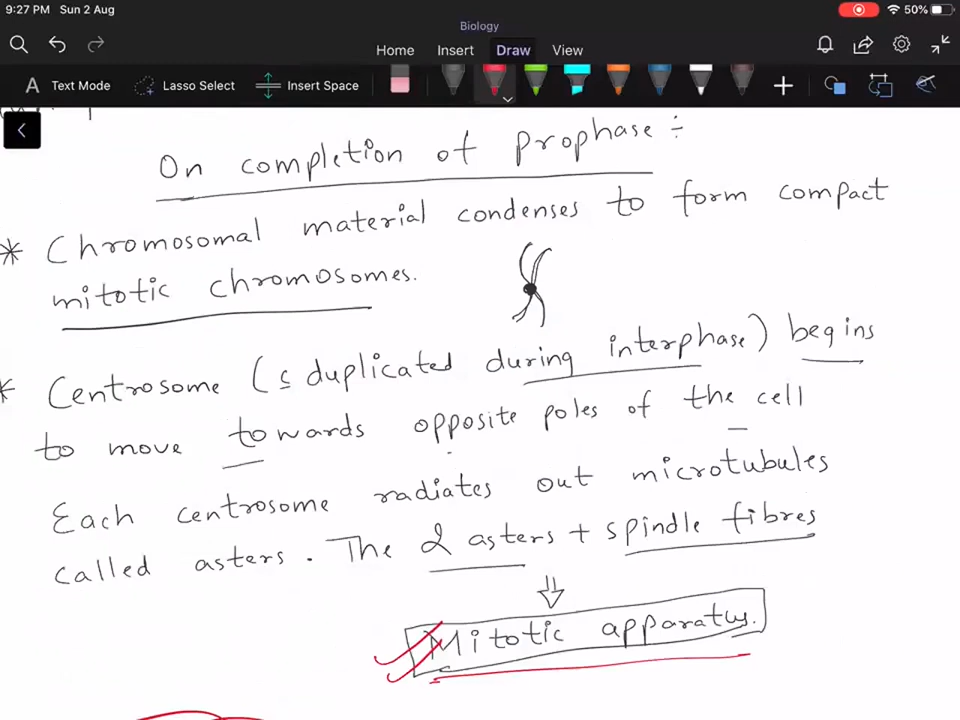 9:27 PM Sun 2 Aug
50%
Biology
Home Insert Draw View
A Text Mode Lasso Select Insert Space
On completion of prophase ÷
* Chromosomal material condenses to form compact
mitotic chromosomes.
* Centrosome (s duplicated during interphase) begins
to move towards opposite poles of the cell
Each centrosome radiates out microtubules
called asters. The 2 asters + spindle fibres
⇓
Mitotic apparatus.